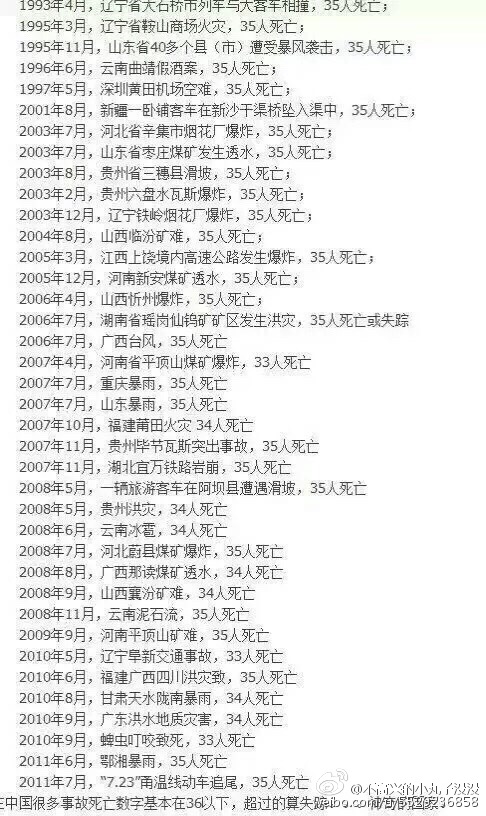 1993年4月，辽宁省大石桥市列车与大客车相撞，35人死亡；
1995年3月，辽宁省鞍山商场火灾，35人死亡；
1995年11月，山东省40多个县（市）遭受暴风袭击，35人死亡；
1996年6月，云南曲靖假酒案，35人死亡；
1997年5月，深圳黄田机场空难，35人死亡；
2001年8月，新疆一卧铺客车在新沙干渠桥坠入渠中，35人死亡；
2003年7月，河北省辛集市烟花厂爆炸，35人死亡；
2003年7月，山东省枣庄煤矿发生透水，35人死亡；
2003年8月，贵州省三穗县滑坡，35人死亡；
2003年2月，贵州六盘水瓦斯爆炸，35人死亡；
2003年12月，辽宁铁岭烟花厂爆炸，35人死亡；
2004年8月，山西临汾矿难，35人死亡；
2005年3月，江西上饶境内高速公路发生爆炸，35人死亡；
2005年12月，河南新安煤矿透水，35人死亡；
2006年4月，山西忻州爆炸，35人死亡；
2006年7月，湖南省瑶岗仙钨矿矿区发生洪灾，35人死亡或失踪
2006年7月，广西台风，35人死亡
2007年4月，河南省平顶山煤矿爆炸，33人死亡
2007年7月，重庆暴雨，35人死亡
2007年7月，山东暴雨，35人死亡
2007年10月，福建莆田火灾 34人死亡
2007年11月，贵州毕节瓦斯突出事故，35人死亡
2007年11月，湖北宜万铁路岩崩，35人死亡
2008年5月，一辆旅游客车在阿坝县遭遇滑坡，35人死亡
2008年5月，贵州洪灾，34人死亡
2008年6月，云南冰雹，34人死亡
2008年7月，河北蔚县煤矿爆炸，35人死亡
2008年8月，广西那读煤矿透水，34人死亡
2008年9月，山西襄汾矿难，34人死亡
2008年11月，云南泥石流，35人死亡
2009年9月，河南平顶山矿难，35人死亡
2010年5月，辽宁阜新交通事故，33人死亡
2010年6月，福建广西四川洪灾致，35人死亡
2010年8月，甘肃天水陇南暴雨，34人死亡
2010年9月，广东洪水地质灾害，34人死亡
2010年9月，蜱虫叮咬致死，33人死亡
2011年6月，鄂湘暴雨，35人死亡
2011年7月，“7.23”甬温线动车追尾，35人死亡
在中国很多事故死亡数字基本在36以下，超过的算失踪